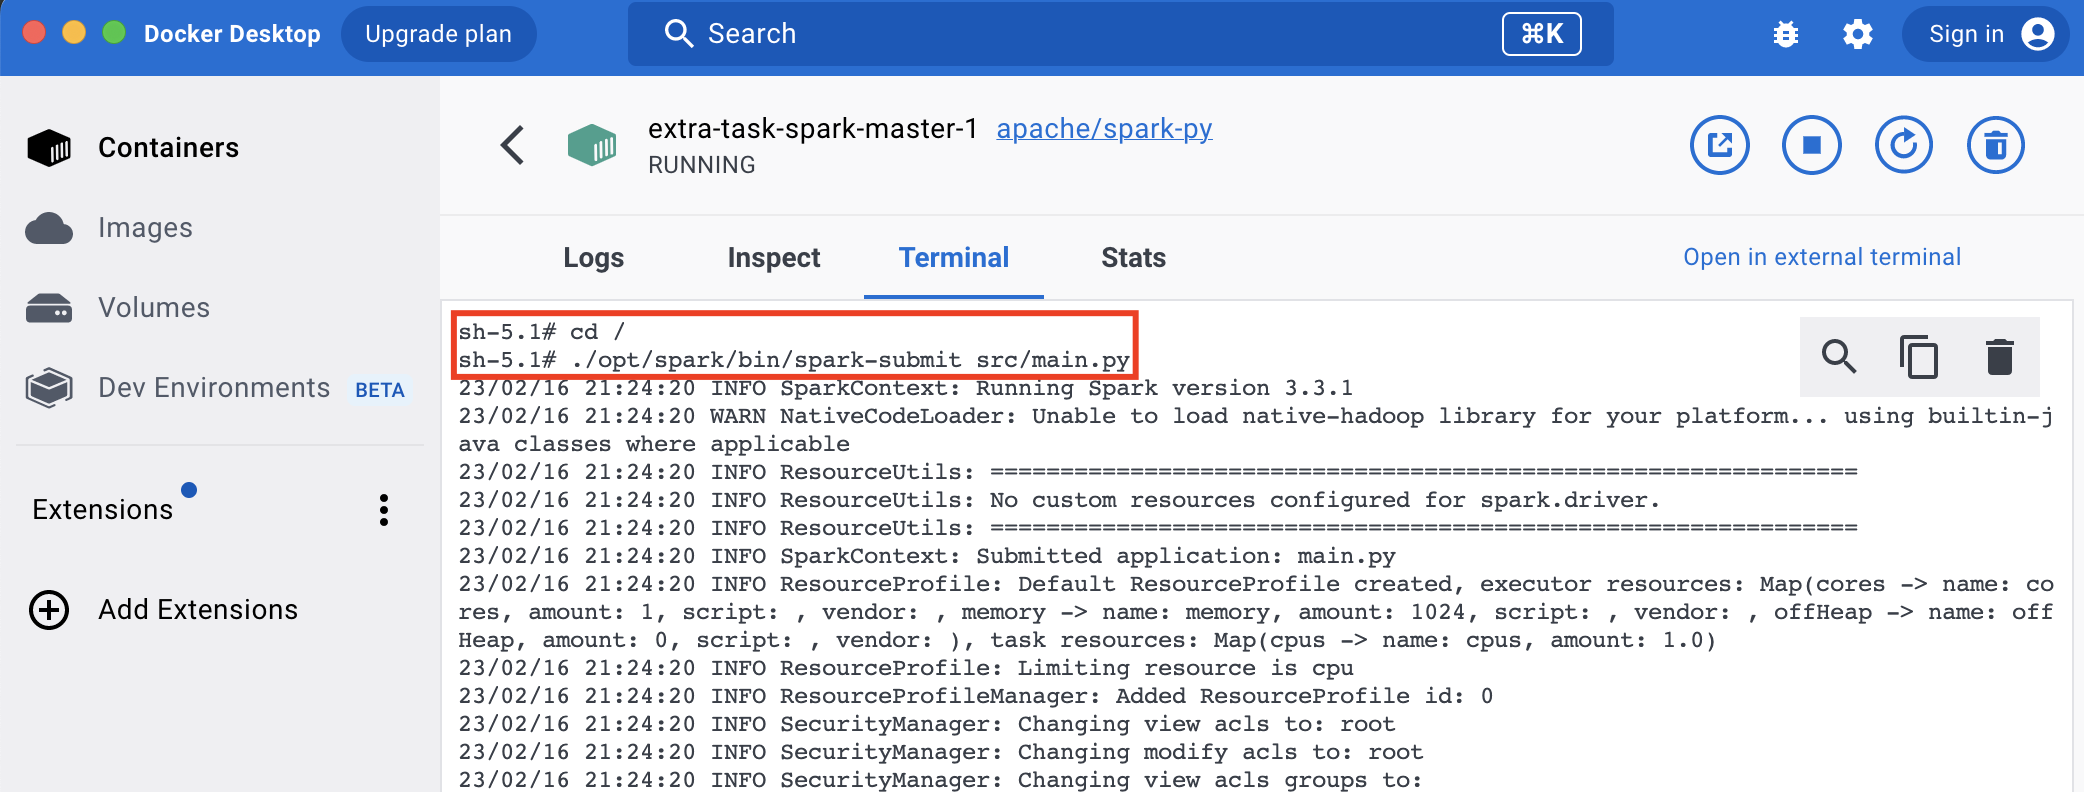 Docker Desktop
Upgrade plan
Search
⌘K
Sign in
Containers
Images
Volumes
Dev Environments BETA
Extensions
Add Extensions
extra-task-spark-master-1 apache/spark-py
RUNNING
Logs Inspect Terminal Stats
Open in external terminal
sh-5.1# cd /
sh-5.1# ./opt/spark/bin/spark-submit src/main.py
23/02/16 21:24:20 INFO SparkContext: Running Spark version 3.3.1
23/02/16 21:24:20 WARN NativeCodeLoader: Unable to load native-hadoop library for your platform... using builtin-j
ava classes where applicable
23/02/16 21:24:20 INFO ResourceUtils: ==============================================================
23/02/16 21:24:20 INFO ResourceUtils: No custom resources configured for spark.driver.
23/02/16 21:24:20 INFO ResourceUtils: ==============================================================
23/02/16 21:24:20 INFO SparkContext: Submitted application: main.py
23/02/16 21:24:20 INFO ResourceProfile: Default ResourceProfile created, executor resources: Map(cores -> name: co
res, amount: 1, script: , vendor: , memory -> name: memory, amount: 1024, script: , vendor: , offHeap -> name: off
Heap, amount: 0, script: , vendor: ), task resources: Map(cpus -> name: cpus, amount: 1.0)
23/02/16 21:24:20 INFO ResourceProfile: Limiting resource is cpu
23/02/16 21:24:20 INFO ResourceProfileManager: Added ResourceProfile id: 0
23/02/16 21:24:20 INFO SecurityManager: Changing view acls to: root
23/02/16 21:24:20 INFO SecurityManager: Changing modify acls to: root
23/02/16 21:24:20 INFO SecurityManager: Changing view acls groups to: